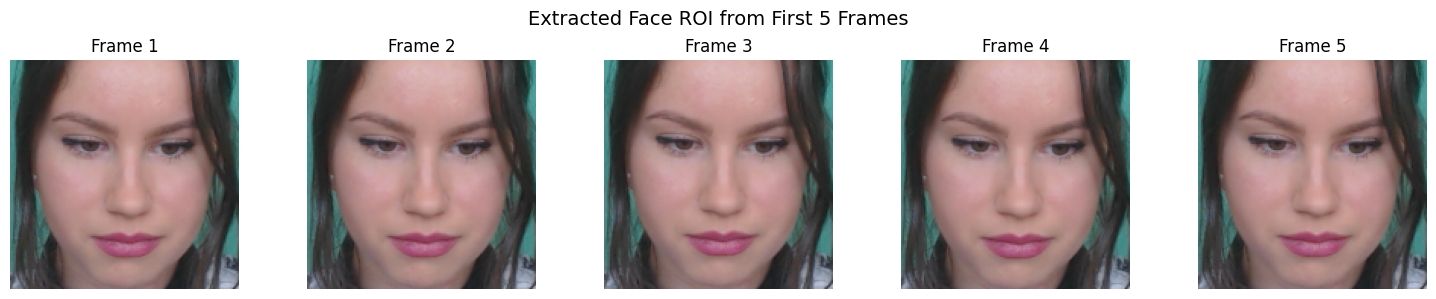 Extracted Face ROI from First 5 Frames
Frame 1
Frame 2
Frame 3
Frame 4
Frame 5